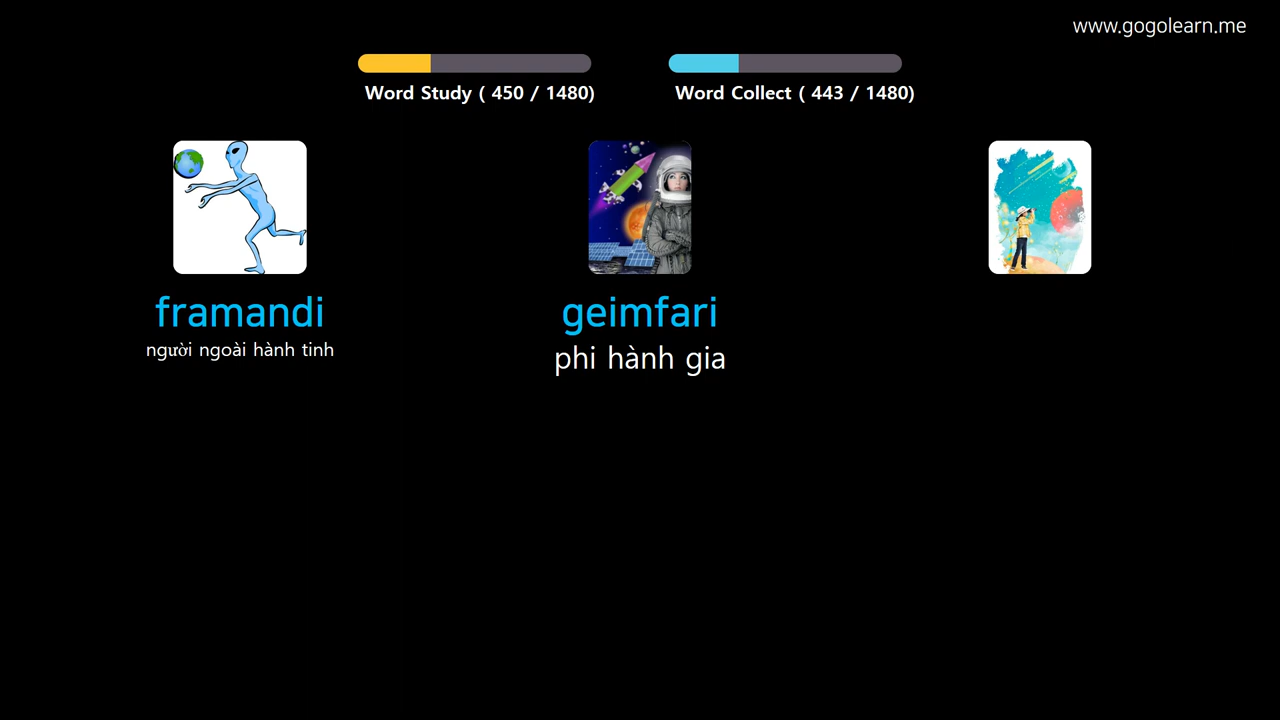 www.gogolearn.me
Word Study ( 450 / 1480)
Word Collect ( 443 / 1480)
framandi
người ngoài hành tinh
geimfari
phi hành gia